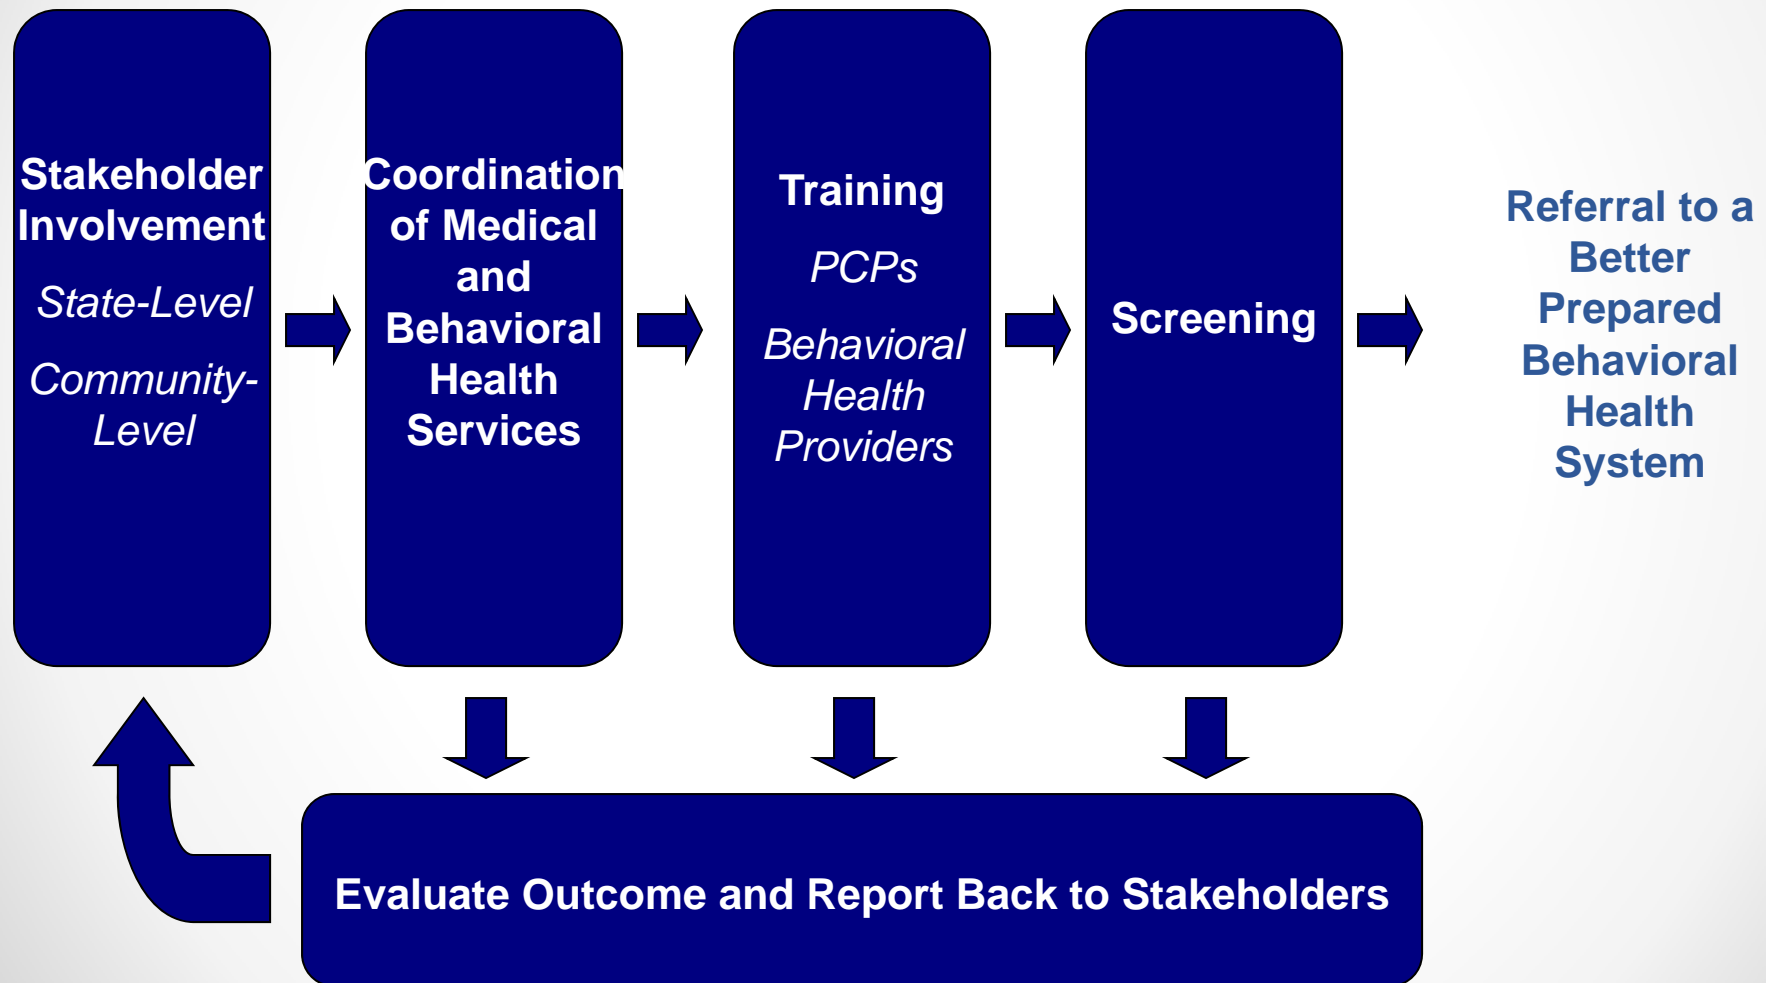 Stakeholder
Involvement
State-Level
Community-
Level
Coordination
of Medical
and
Behavioral
Health
Services
Training
PCPs
Behavioral
Health
Providers
Screening
Referral to a
Better
Prepared
Behavioral
Health
System
Evaluate Outcome and Report Back to Stakeholders